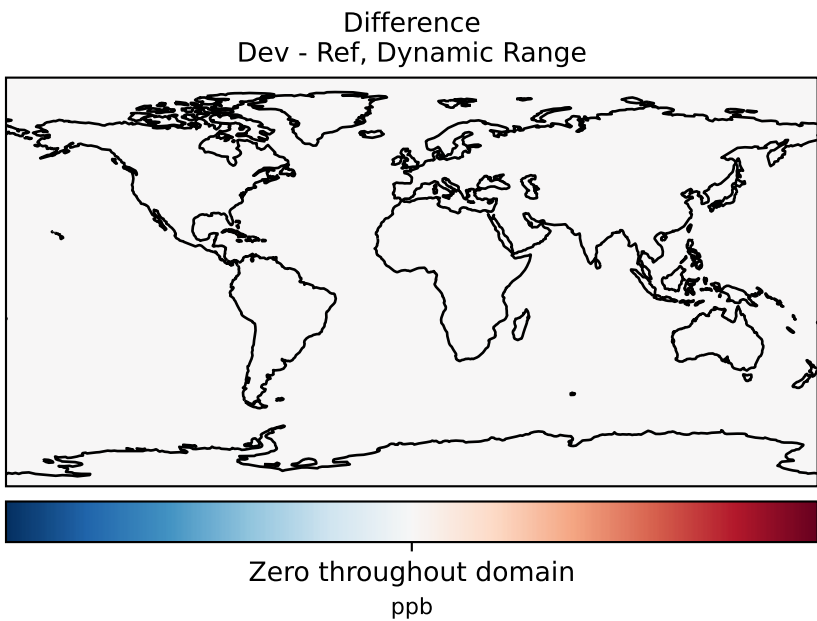 Difference
Dev - Ref, Dynamic Range
Zero throughout domain
ppb